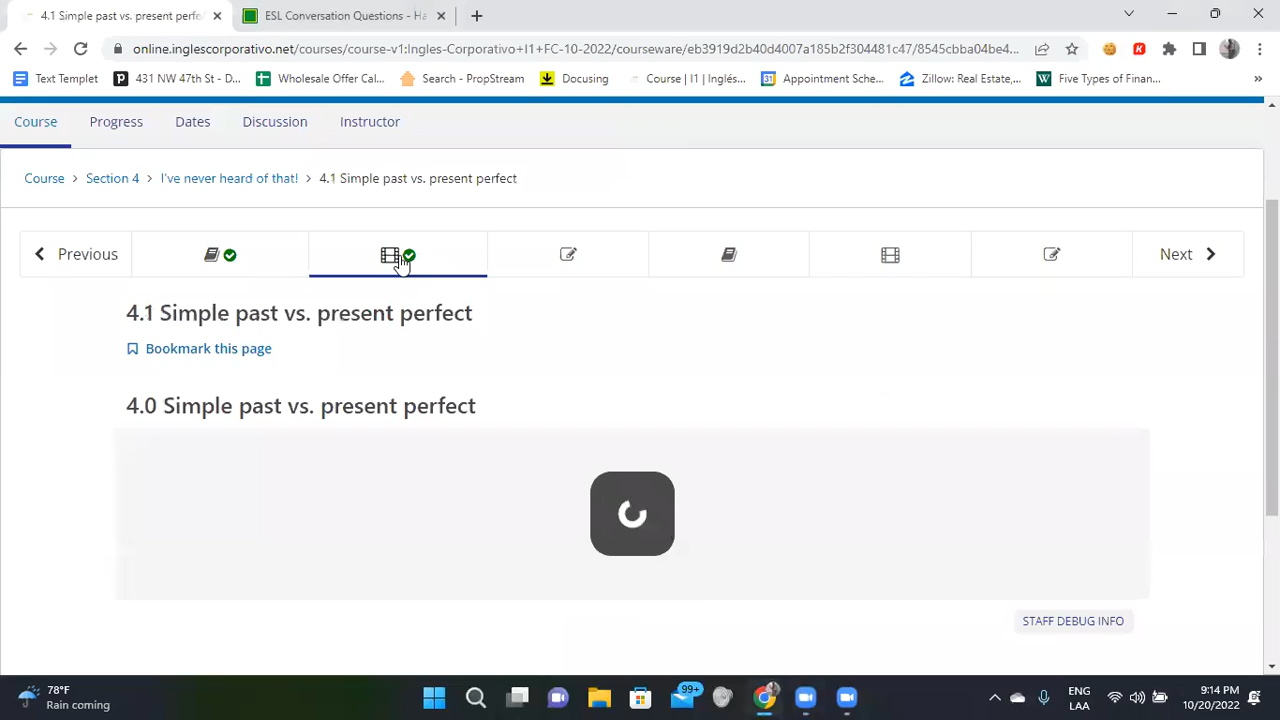 4.1 Simple past vs. present perfe
ESL Conversation Questions - Ha
online.inglescorporativo.net/courses/course-v1:Ingles-Corporativo+I1+FC-10-2022/courseware/eb3919d2b40d4007a185b2f304481c47/8545cbba04be4...
Text Templet
431 NW 47th St - D...
Wholesale Offer Cal...
Search - PropStream
Docusing
Course | I1 | Inglés...
Appointment Sche...
Zillow: Real Estate,...
Five Types of Finan...
»
Course
Progress
Dates
Discussion
Instructor
Course > Section 4 > I've never heard of that! > 4.1 Simple past vs. present perfect
Previous
Next
4.1 Simple past vs. present perfect
Bookmark this page
4.0 Simple past vs. present perfect
STAFF DEBUG INFO
78°F
Rain coming
99+
ENG
LAA
9:14 PM
10/20/2022